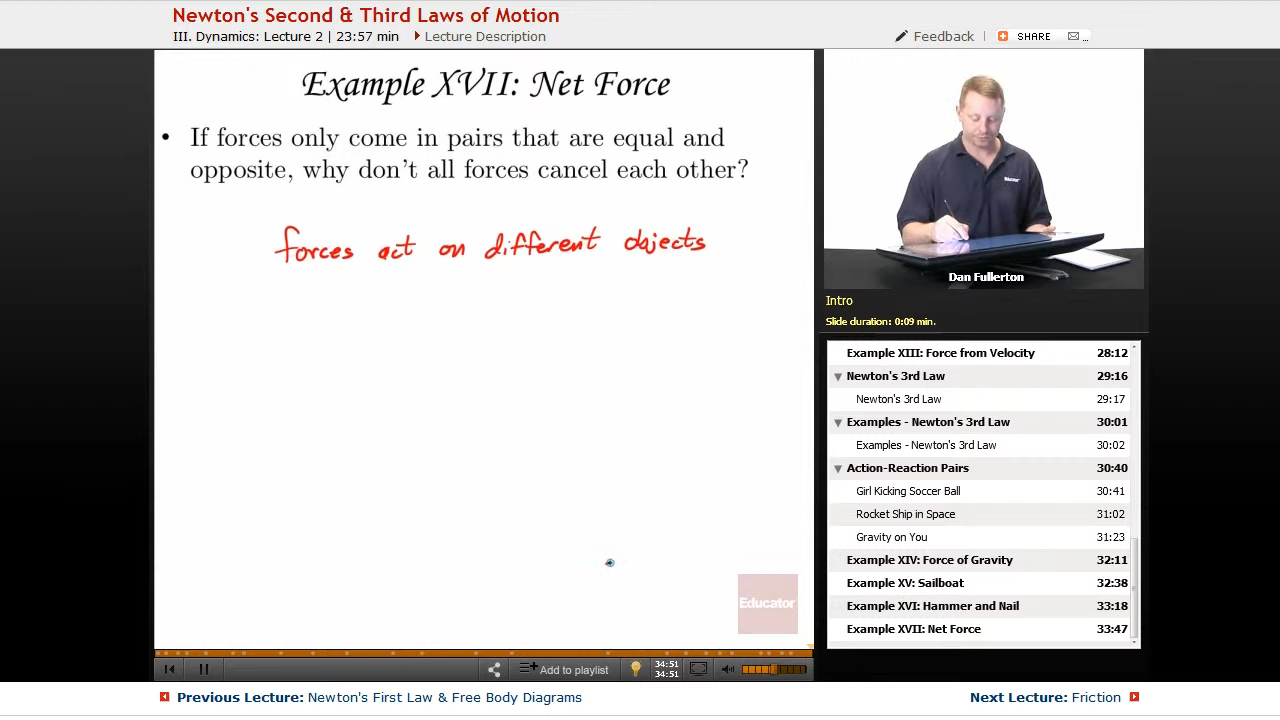 Newton's Second & Third Laws of Motion
III. Dynamics: Lecture 2 | 23:57 min
Lecture Description
Feedback
SHARE
Example XVII: Net Force
• If forces only come in pairs that are equal and
opposite, why don't all forces cancel each other?
forces act on different objects
Educator
Dan Fullerton
Intro
Slide duration: 0:09 min.
Example XIII: Force from Velocity 28:12
Newton's 3rd Law 29:16
Newton's 3rd Law 29:17
Examples - Newton's 3rd Law 30:01
Examples - Newton's 3rd Law 30:02
Action-Reaction Pairs 30:40
Girl Kicking Soccer Ball 30:41
Rocket Ship in Space 31:02
Gravity on You 31:23
Example XIV: Force of Gravity 32:11
Example XV: Sailboat 32:38
Example XVI: Hammer and Nail 33:18
Example XVII: Net Force 33:47
Add to playlist
34:51
34:51
Previous Lecture: Newton's First Law & Free Body Diagrams
Next Lecture: Friction